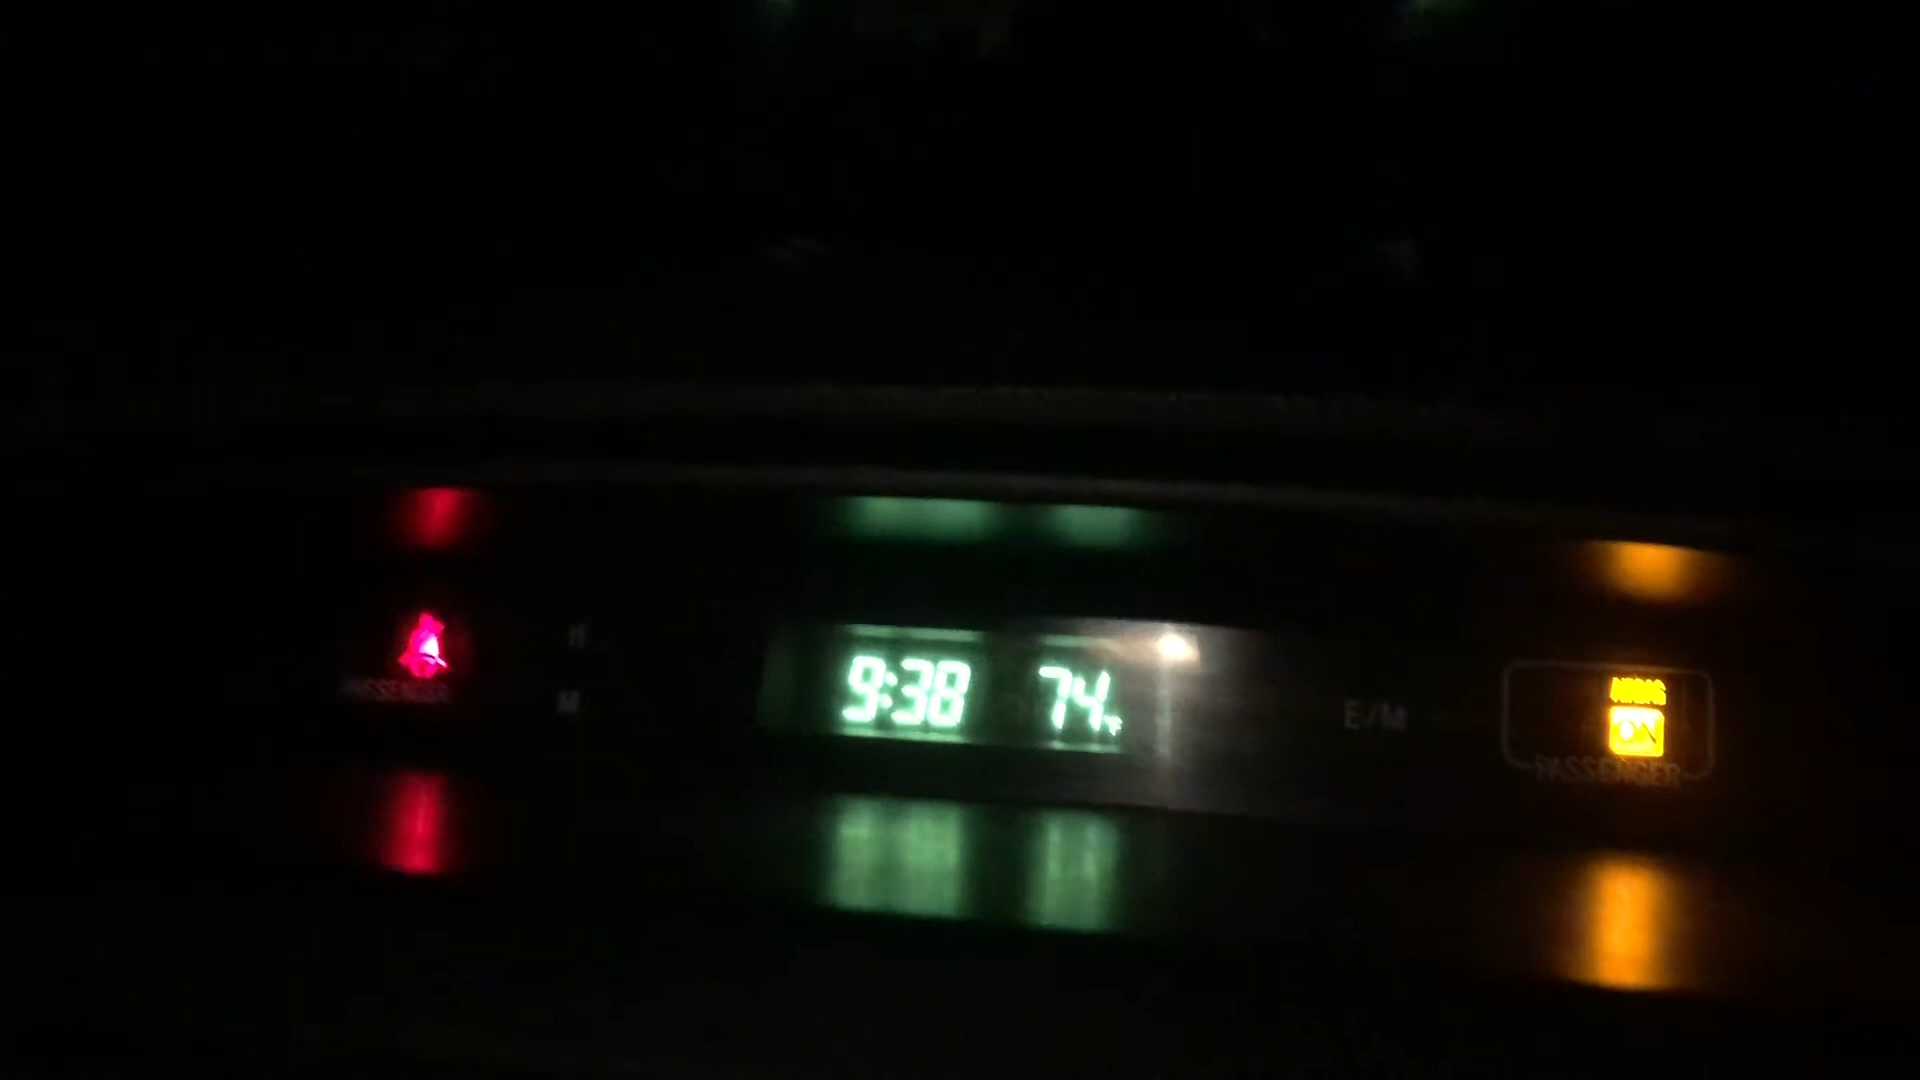 PASSENGER
H
M
9:38 74°F
E/M
AIRBAG
ON
PASSENGER